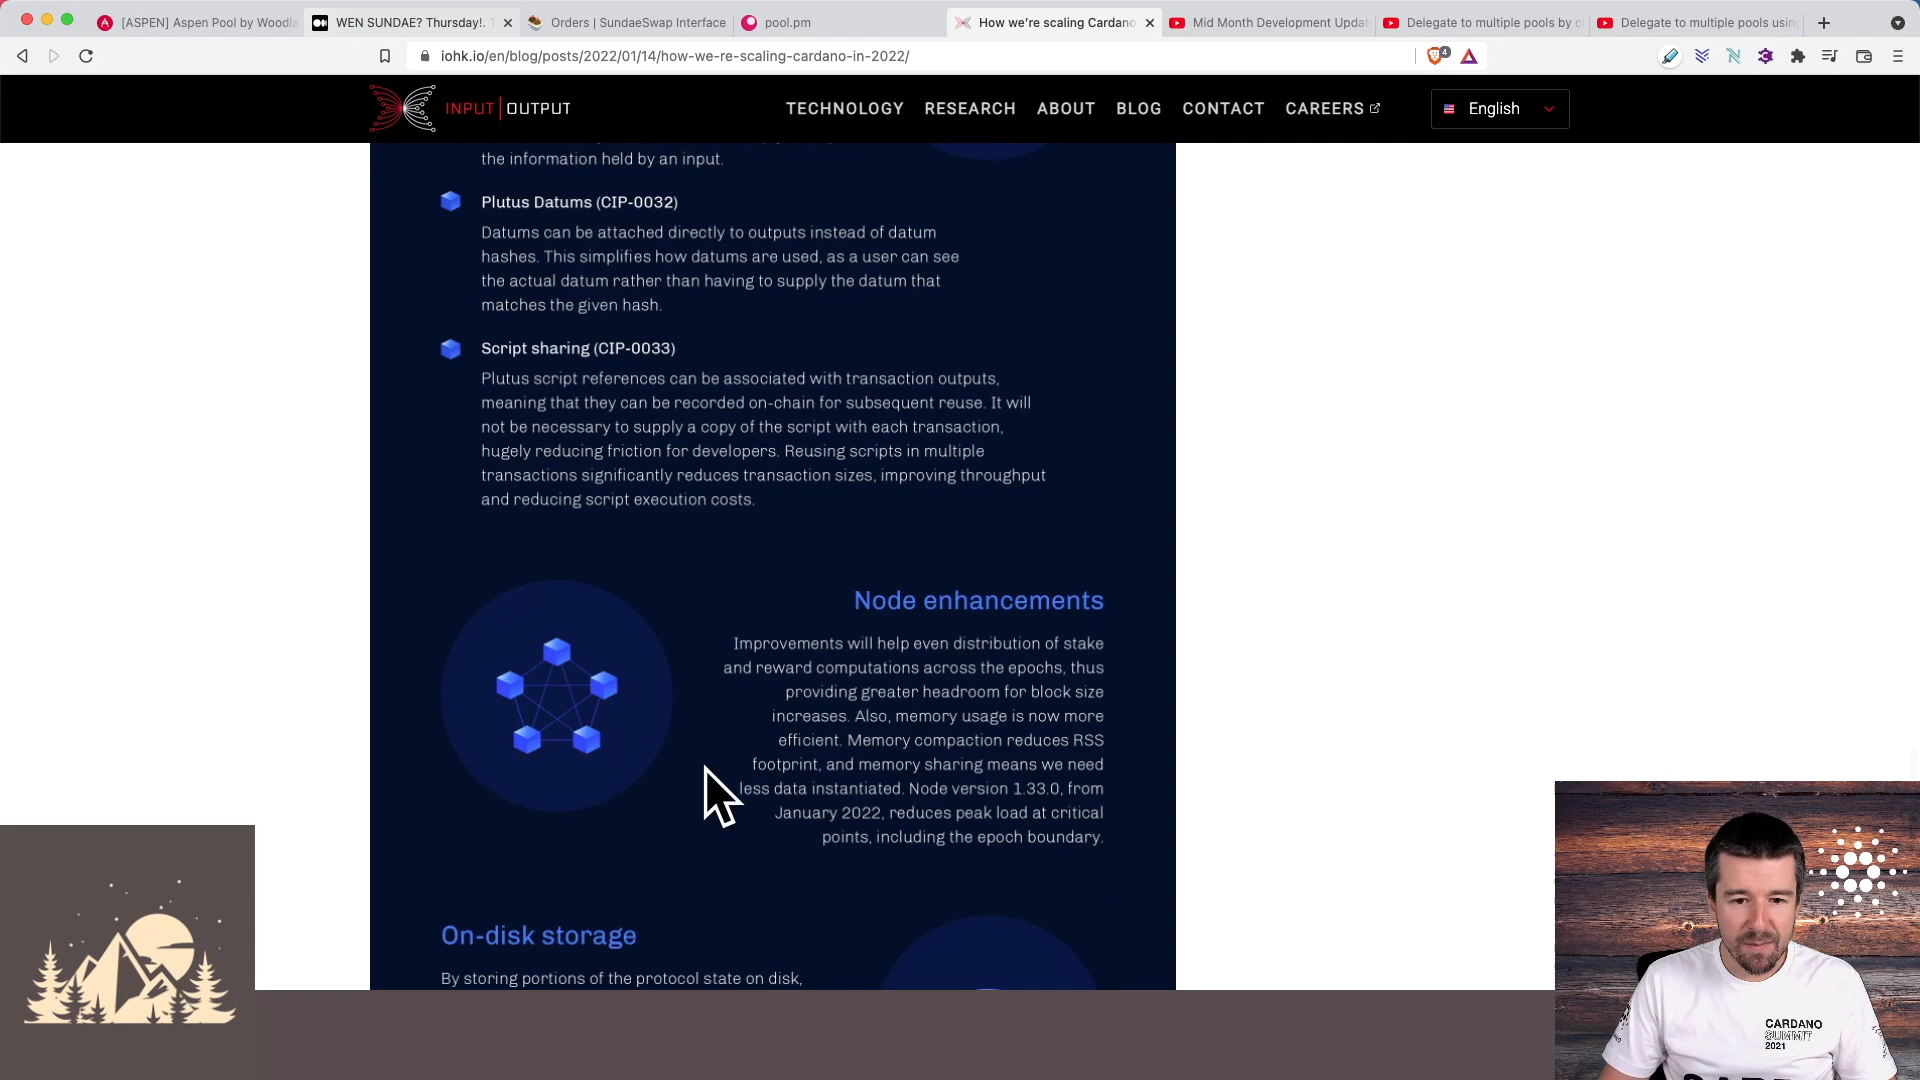 [ASPEN] Aspen Pool by Woodla
WEN SUNDAE? Thursday!. T
Orders | SundaeSwap Interface
pool.pm
How we're scaling Cardano
Mid Month Development Updat
Delegate to multiple pools by c
Delegate to multiple pools using
iohk.io/en/blog/posts/2022/01/14/how-we-re-scaling-cardano-in-2022/
4
INPUT | OUTPUT
TECHNOLOGY RESEARCH ABOUT BLOG CONTACT CAREERS
English
the information held by an input.
Plutus Datums (CIP-0032)
Datums can be attached directly to outputs instead of datum
hashes. This simplifies how datums are used, as a user can see
the actual datum rather than having to supply the datum that
matches the given hash.
Script sharing (CIP-0033)
Plutus script references can be associated with transaction outputs,
meaning that they can be recorded on-chain for subsequent reuse. It will
not be necessary to supply a copy of the script with each transaction,
hugely reducing friction for developers. Reusing scripts in multiple
transactions significantly reduces transaction sizes, improving throughput
and reducing script execution costs.
Node enhancements
Improvements will help even distribution of stake
and reward computations across the epochs, thus
providing greater headroom for block size
increases. Also, memory usage is now more
efficient. Memory compaction reduces RSS
footprint, and memory sharing means we need
less data instantiated. Node version 1.33.0, from
January 2022, reduces peak load at critical
points, including the epoch boundary.
On-disk storage
By storing portions of the protocol state on disk,
CARDANO
SUMMIT
2021